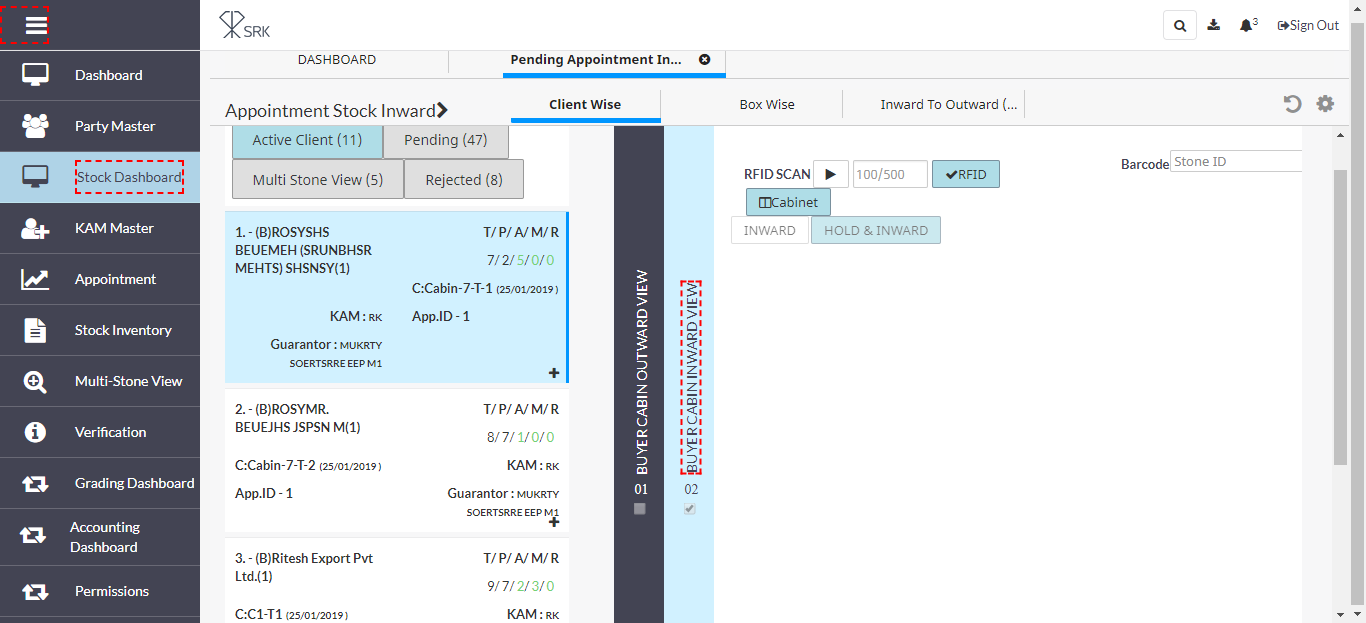 SRK
3
Sign Out
Dashboard
Party Master
Stock Dashboard
KAM Master
Appointment
Stock Inventory
Multi-Stone View
Verification
Grading Dashboard
Accounting
Dashboard
Permissions
DASHBOARD
Pending Appointment In...
Appointment Stock Inward
Client Wise
Box Wise
Inward To Outward (...
Active Client (11)
Pending (47)
Multi Stone View (5)
Rejected (8)
1. - (B)ROSYSHS
BEUEMEH (SRUNBHSR
MEHTS) SHSNSY(1)
T/ P/ A/ M/ R
7/ 2/ 5/ 0/ 0
C:Cabin-7-T-1 (25/01/2019 )
KAM : RK
App.ID - 1
Guarantor : MUKRTY
SOERTSRRE EEP M1
2. - (B)ROSYMR.
BEUEJHS JSPSN M(1)
T/ P/ A/ M/ R
8/ 7/ 1/ 0/ 0
C:Cabin-7-T-2 (25/01/2019 )
KAM : RK
App.ID - 1
Guarantor : MUKRTY
SOERTSRRE EEP M1
3. - (B)Ritesh Export Pvt
Ltd.(1)
T/ P/ A/ M/ R
9/ 7/ 2/ 3/ 0
C:C1-T1 (25/01/2019 )
KAM : RK
BUYER CABIN OUTWARD VIEW
01
BUYER CABIN INWARD VIEW
02
RFID SCAN
100/500
RFID
Cabinet
INWARD
HOLD & INWARD
Barcode
Stone ID